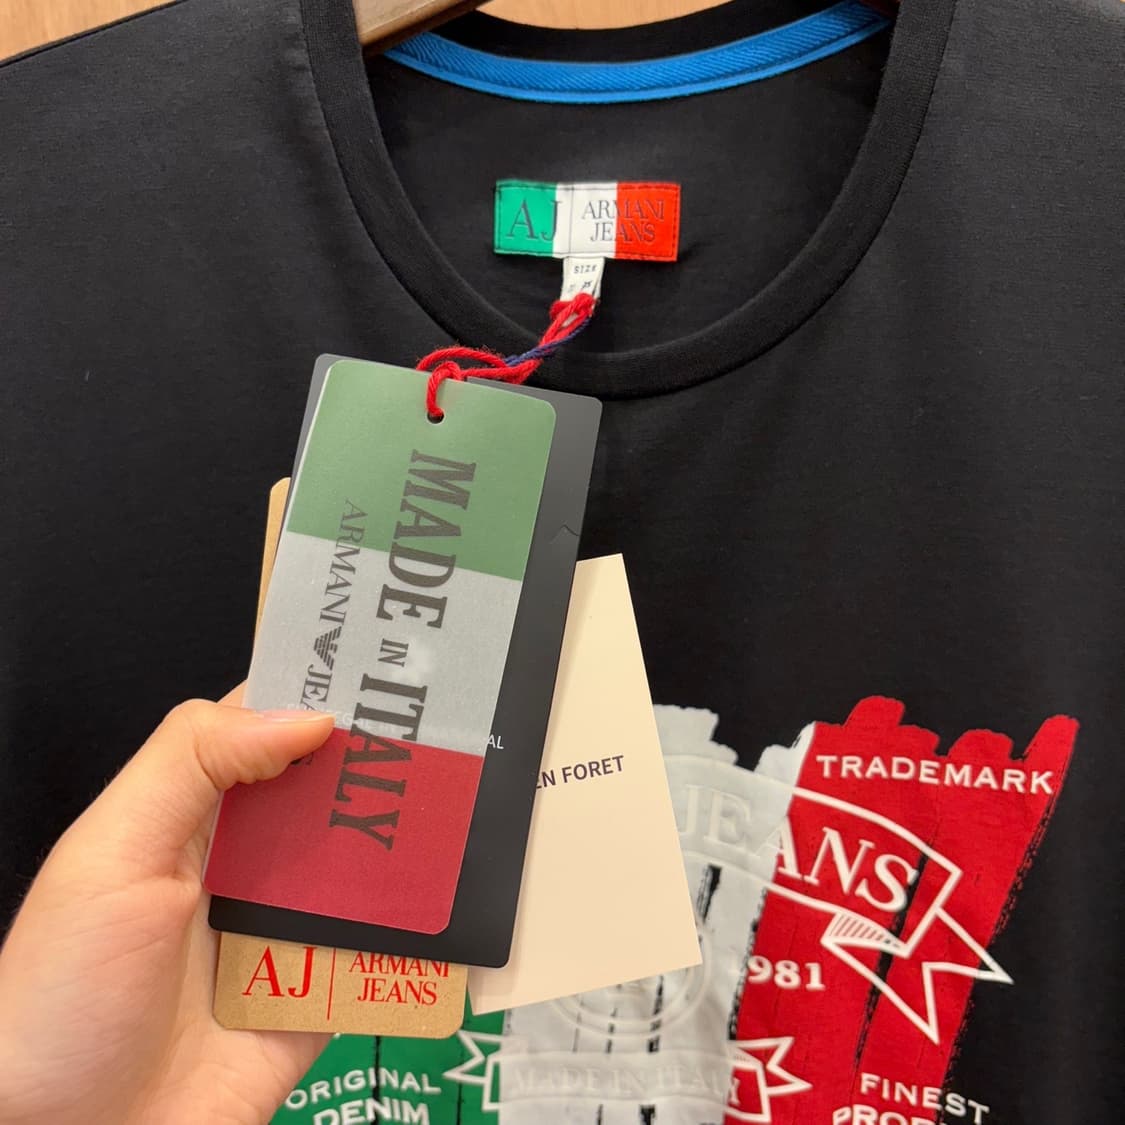 AJ
ARMANI
JEANS
SIZE
MADE IN ITALY
ARMANI JEANS
EN FORET
AJ
ARMANI
JEANS
TRADEMARK
JEANS
1981
MADE IN ITALY
ORIGINAL
DENIM
FINEST